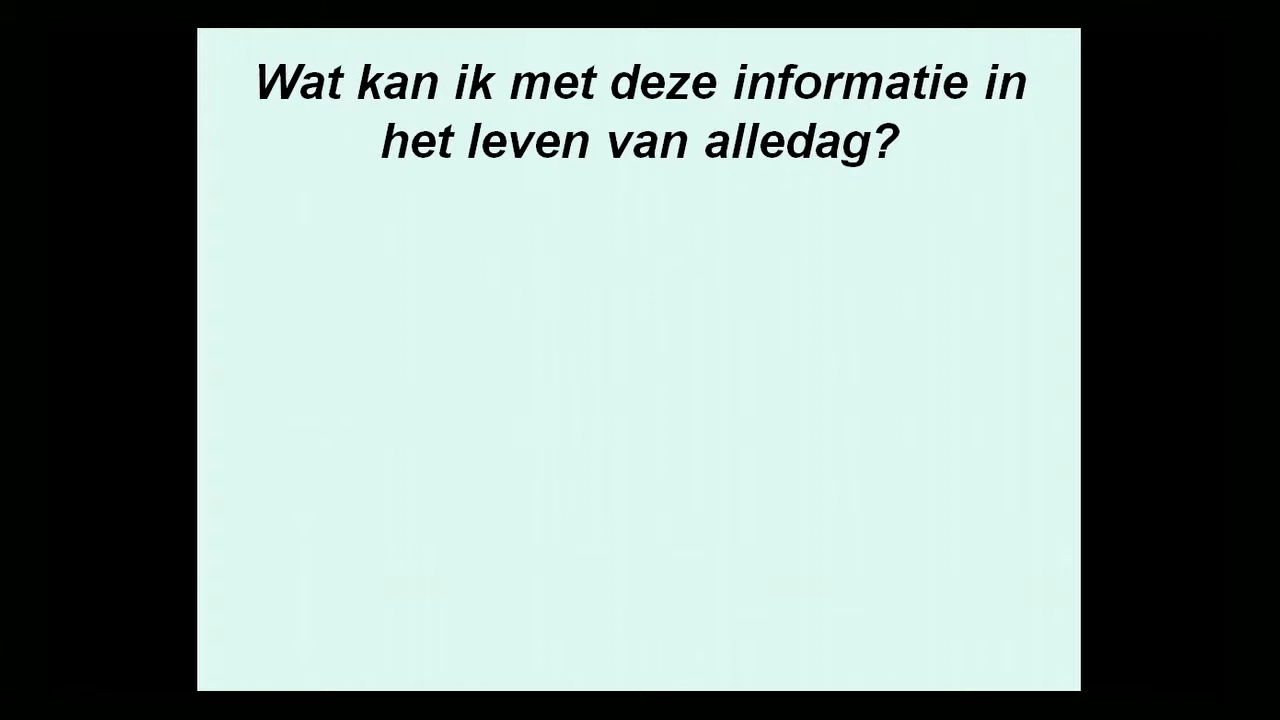 Wat kan ik met deze informatie in
het leven van alledag?